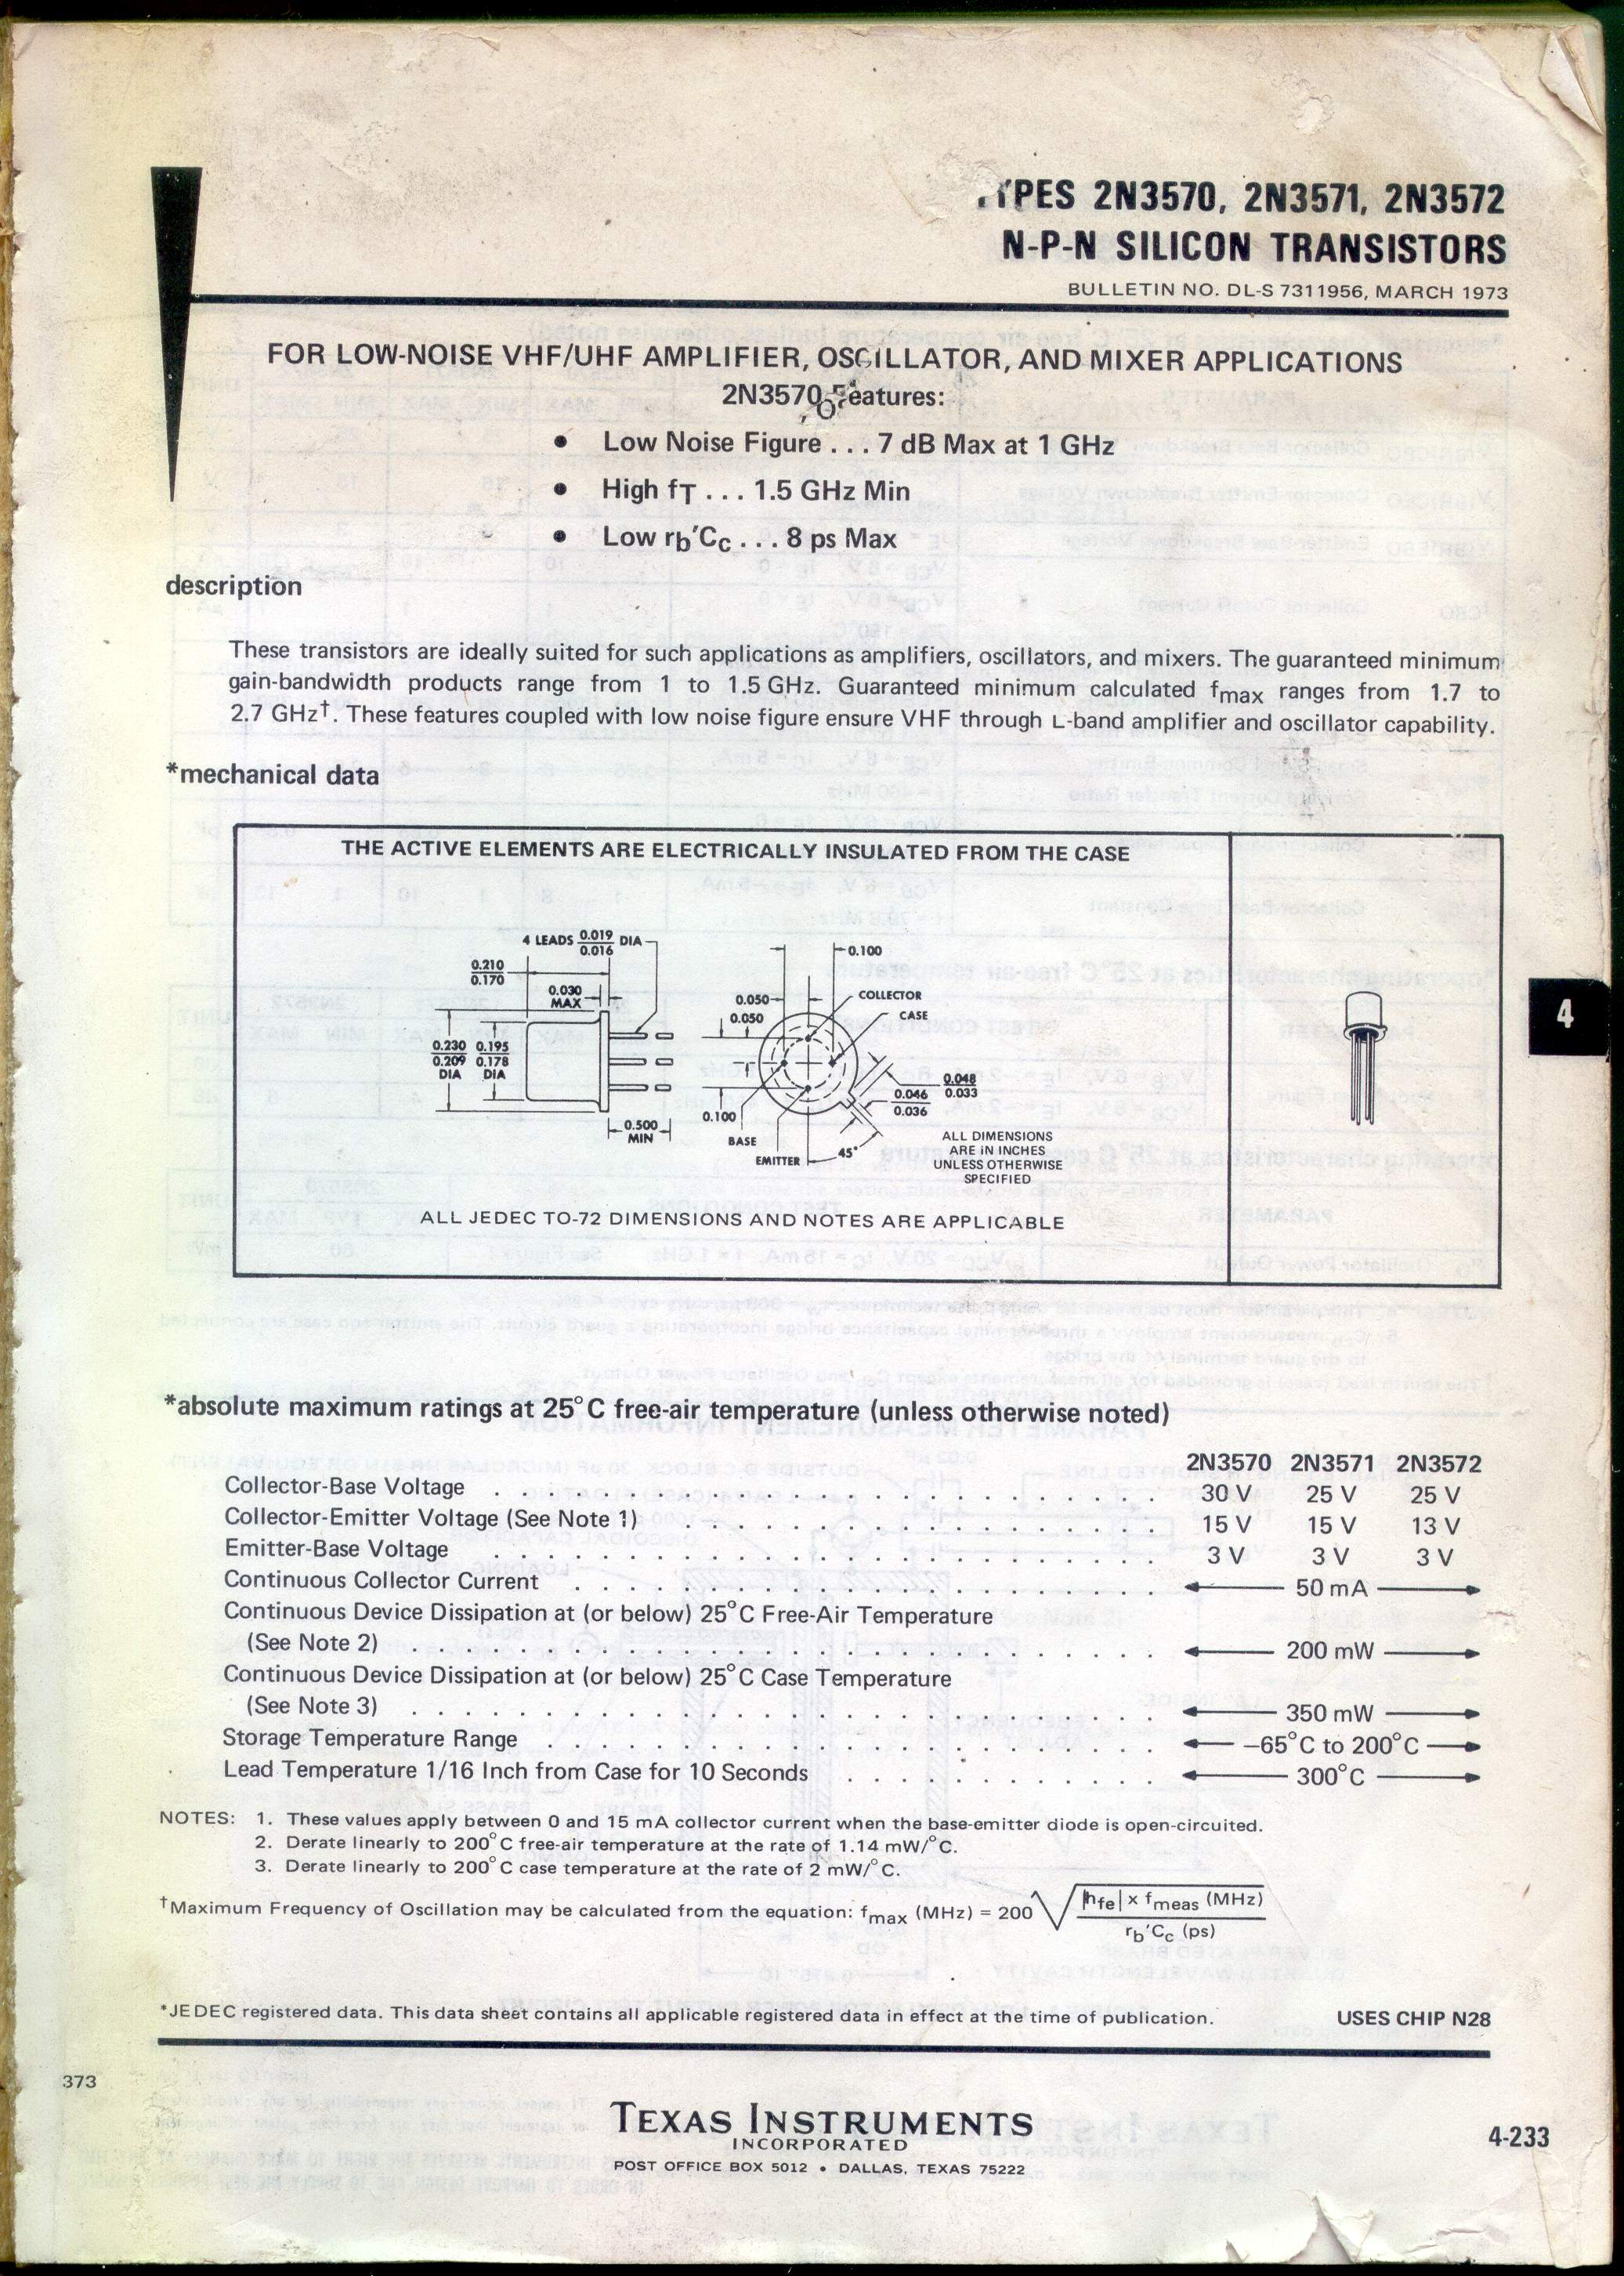 TYPES 2N3570, 2N3571, 2N3572
N-P-N SILICON TRANSISTORS
BULLETIN NO. DL-S 7311956, MARCH 1973
FOR LOW-NOISE VHF/UHF AMPLIFIER, OSCILLATOR, AND MIXER APPLICATIONS
2N3570 Features:
● Low Noise Figure . . . 7 dB Max at 1 GHz
● High fT . . . 1.5 GHz Min
● Low rb′Cc . . . 8 ps Max
description
These transistors are ideally suited for such applications as amplifiers, oscillators, and mixers. The guaranteed minimum
gain-bandwidth products range from 1 to 1.5 GHz. Guaranteed minimum calculated fmax ranges from 1.7 to
2.7 GHz†. These features coupled with low noise figure ensure VHF through L-band amplifier and oscillator capability.
*mechanical data
THE ACTIVE ELEMENTS ARE ELECTRICALLY INSULATED FROM THE CASE
4 LEADS 0.019/0.016 DIA
0.210
0.170
0.030
MAX
0.230
0.209
DIA
0.195
0.178
DIA
0.500
MIN
0.100
0.050
0.050
COLLECTOR
CASE
0.048
0.033
0.046
0.036
0.100
BASE
EMITTER
45°
ALL DIMENSIONS
ARE IN INCHES
UNLESS OTHERWISE
SPECIFIED
ALL JEDEC TO-72 DIMENSIONS AND NOTES ARE APPLICABLE
4
*absolute maximum ratings at 25°C free-air temperature (unless otherwise noted)
2N3570 2N3571 2N3572
Collector-Base Voltage . . . . . . . . . . . . . . . . . . . . . . . . . 30 V 25 V 25 V
Collector-Emitter Voltage (See Note 1) . . . . . . . . . . . . . . . . . . 15 V 15 V 13 V
Emitter-Base Voltage . . . . . . . . . . . . . . . . . . . . . . . . . 3 V 3 V 3 V
Continuous Collector Current . . . . . . . . . . . . . . . . . . . . . . 50 mA
Continuous Device Dissipation at (or below) 25°C Free-Air Temperature
(See Note 2) . . . . . . . . . . . . . . . . . . . . . . . . . . . . 200 mW
Continuous Device Dissipation at (or below) 25°C Case Temperature
(See Note 3) . . . . . . . . . . . . . . . . . . . . . . . . . . . . 350 mW
Storage Temperature Range . . . . . . . . . . . . . . . . . . . . . . . −65°C to 200°C
Lead Temperature 1/16 Inch from Case for 10 Seconds . . . . . . . . . . . . 300°C
NOTES: 1. These values apply between 0 and 15 mA collector current when the base-emitter diode is open-circuited.
2. Derate linearly to 200°C free-air temperature at the rate of 1.14 mW/°C.
3. Derate linearly to 200°C case temperature at the rate of 2 mW/°C.
†Maximum Frequency of Oscillation may be calculated from the equation: fmax (MHz) = 200 √ |hfe| x fmeas (MHz)
rb′Cc (ps)
*JEDEC registered data. This data sheet contains all applicable registered data in effect at the time of publication.
USES CHIP N28
373
TEXAS INSTRUMENTS
INCORPORATED
POST OFFICE BOX 5012 • DALLAS, TEXAS 75222
4-233